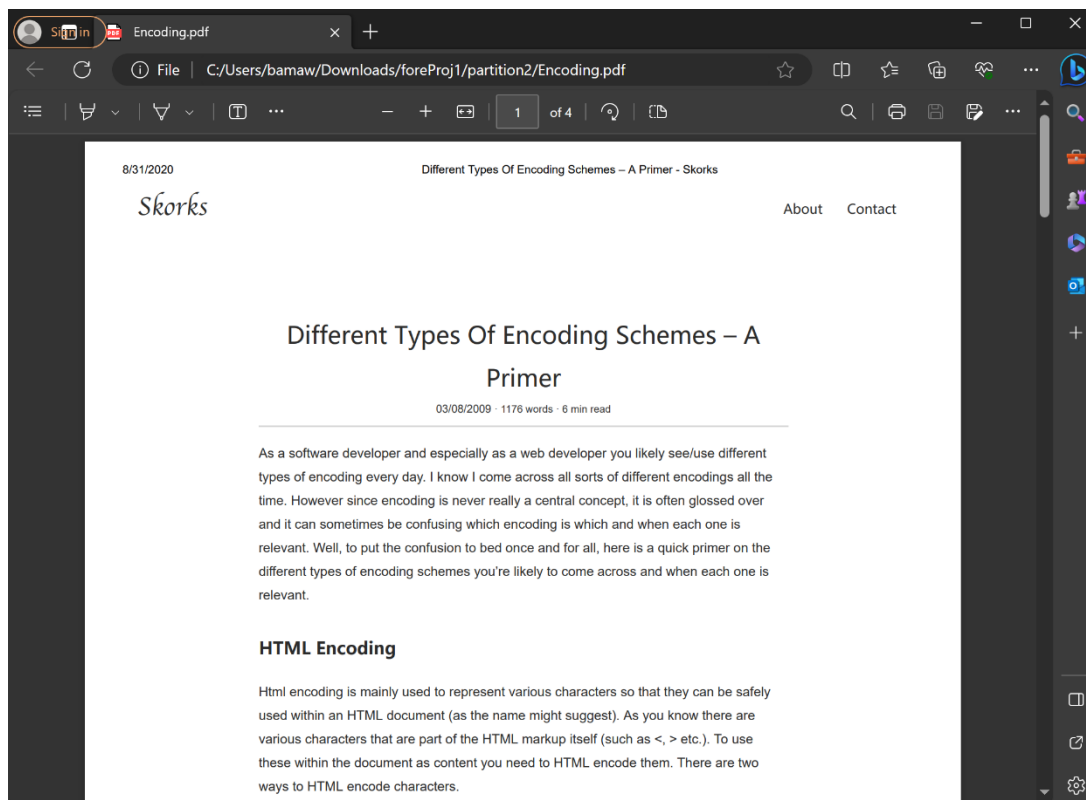 Sign in
Encoding.pdf
File
C:/Users/bamaw/Downloads/foreProj1/partition2/Encoding.pdf
1 of 4
8/31/2020
Different Types Of Encoding Schemes – A Primer - Skorks
Skorks
About
Contact
Different Types Of Encoding Schemes – A
Primer
03/08/2009 · 1176 words · 6 min read
As a software developer and especially as a web developer you likely see/use different
types of encoding every day. I know I come across all sorts of different encodings all the
time. However since encoding is never really a central concept, it is often glossed over
and it can sometimes be confusing which encoding is which and when each one is
relevant. Well, to put the confusion to bed once and for all, here is a quick primer on the
different types of encoding schemes you're likely to come across and when each one is
relevant.
HTML Encoding
Html encoding is mainly used to represent various characters so that they can be safely
used within an HTML document (as the name might suggest). As you know there are
various characters that are part of the HTML markup itself (such as <, > etc.). To use
these within the document as content you need to HTML encode them. There are two
ways to HTML encode characters.